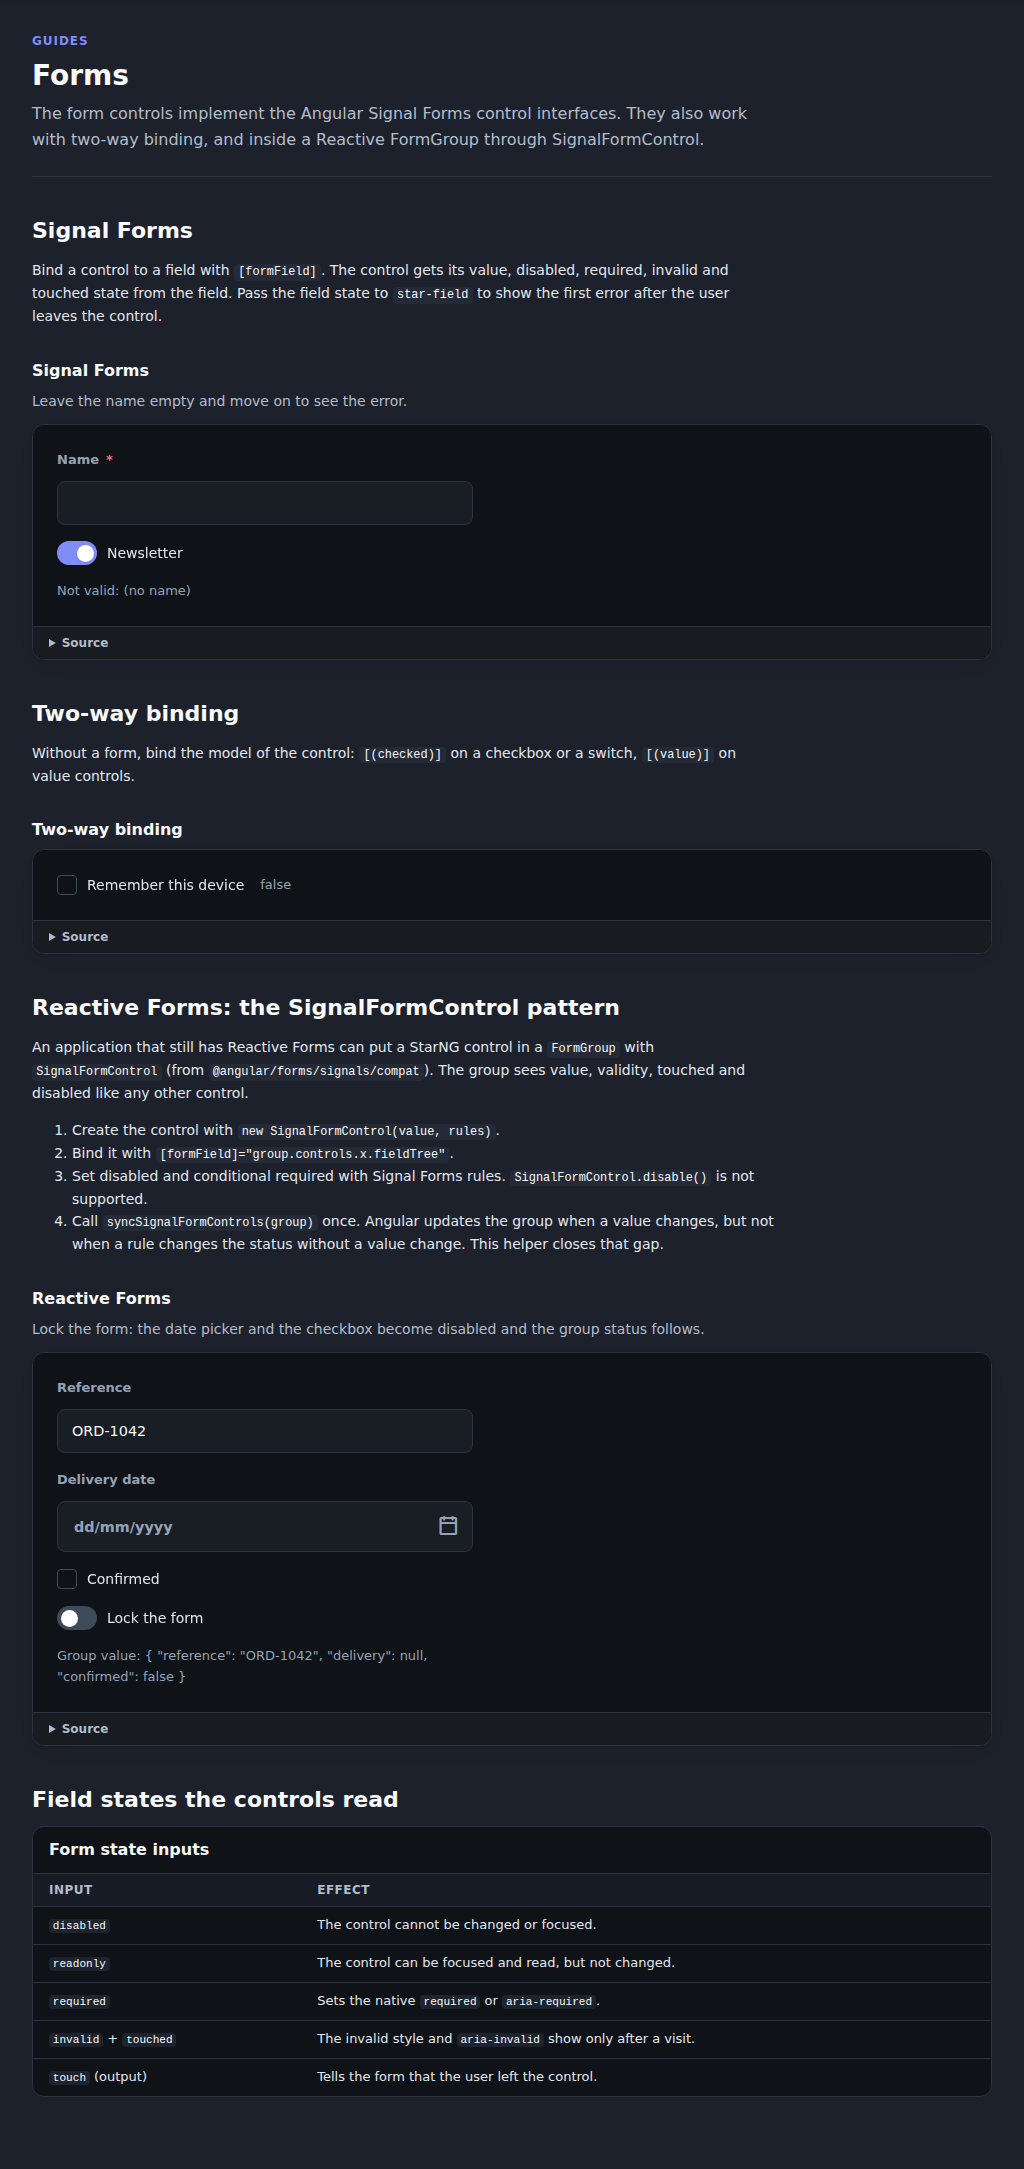 GUIDES
Forms
The form controls implement the Angular Signal Forms control interfaces. They also work
with two-way binding, and inside a Reactive FormGroup through SignalFormControl.
Signal Forms
Bind a control to a field with [formField]. The control gets its value, disabled, required, invalid and
touched state from the field. Pass the field state to star-field to show the first error after the user
leaves the control.
Signal Forms
Leave the name empty and move on to see the error.
Name *
Newsletter
Not valid: (no name)
Source
Two-way binding
Without a form, bind the model of the control: [(checked)] on a checkbox or a switch, [(value)] on
value controls.
Two-way binding
Remember this device false
Source
Reactive Forms: the SignalFormControl pattern
An application that still has Reactive Forms can put a StarNG control in a FormGroup with
SignalFormControl (from @angular/forms/signals/compat). The group sees value, validity, touched and
disabled like any other control.
1. Create the control with new SignalFormControl(value, rules).
2. Bind it with [formField]="group.controls.x.fieldTree".
3. Set disabled and conditional required with Signal Forms rules. SignalFormControl.disable() is not
supported.
4. Call syncSignalFormControls(group) once. Angular updates the group when a value changes, but not
when a rule changes the status without a value change. This helper closes that gap.
Reactive Forms
Lock the form: the date picker and the checkbox become disabled and the group status follows.
Reference
ORD-1042
Delivery date
dd/mm/yyyy
Confirmed
Lock the form
Group value: { "reference": "ORD-1042", "delivery": null,
"confirmed": false }
Source
Field states the controls read
Form state inputs
INPUT EFFECT
disabled The control cannot be changed or focused.
readonly The control can be focused and read, but not changed.
required Sets the native required or aria-required.
invalid + touched The invalid style and aria-invalid show only after a visit.
touch (output) Tells the form that the user left the control.